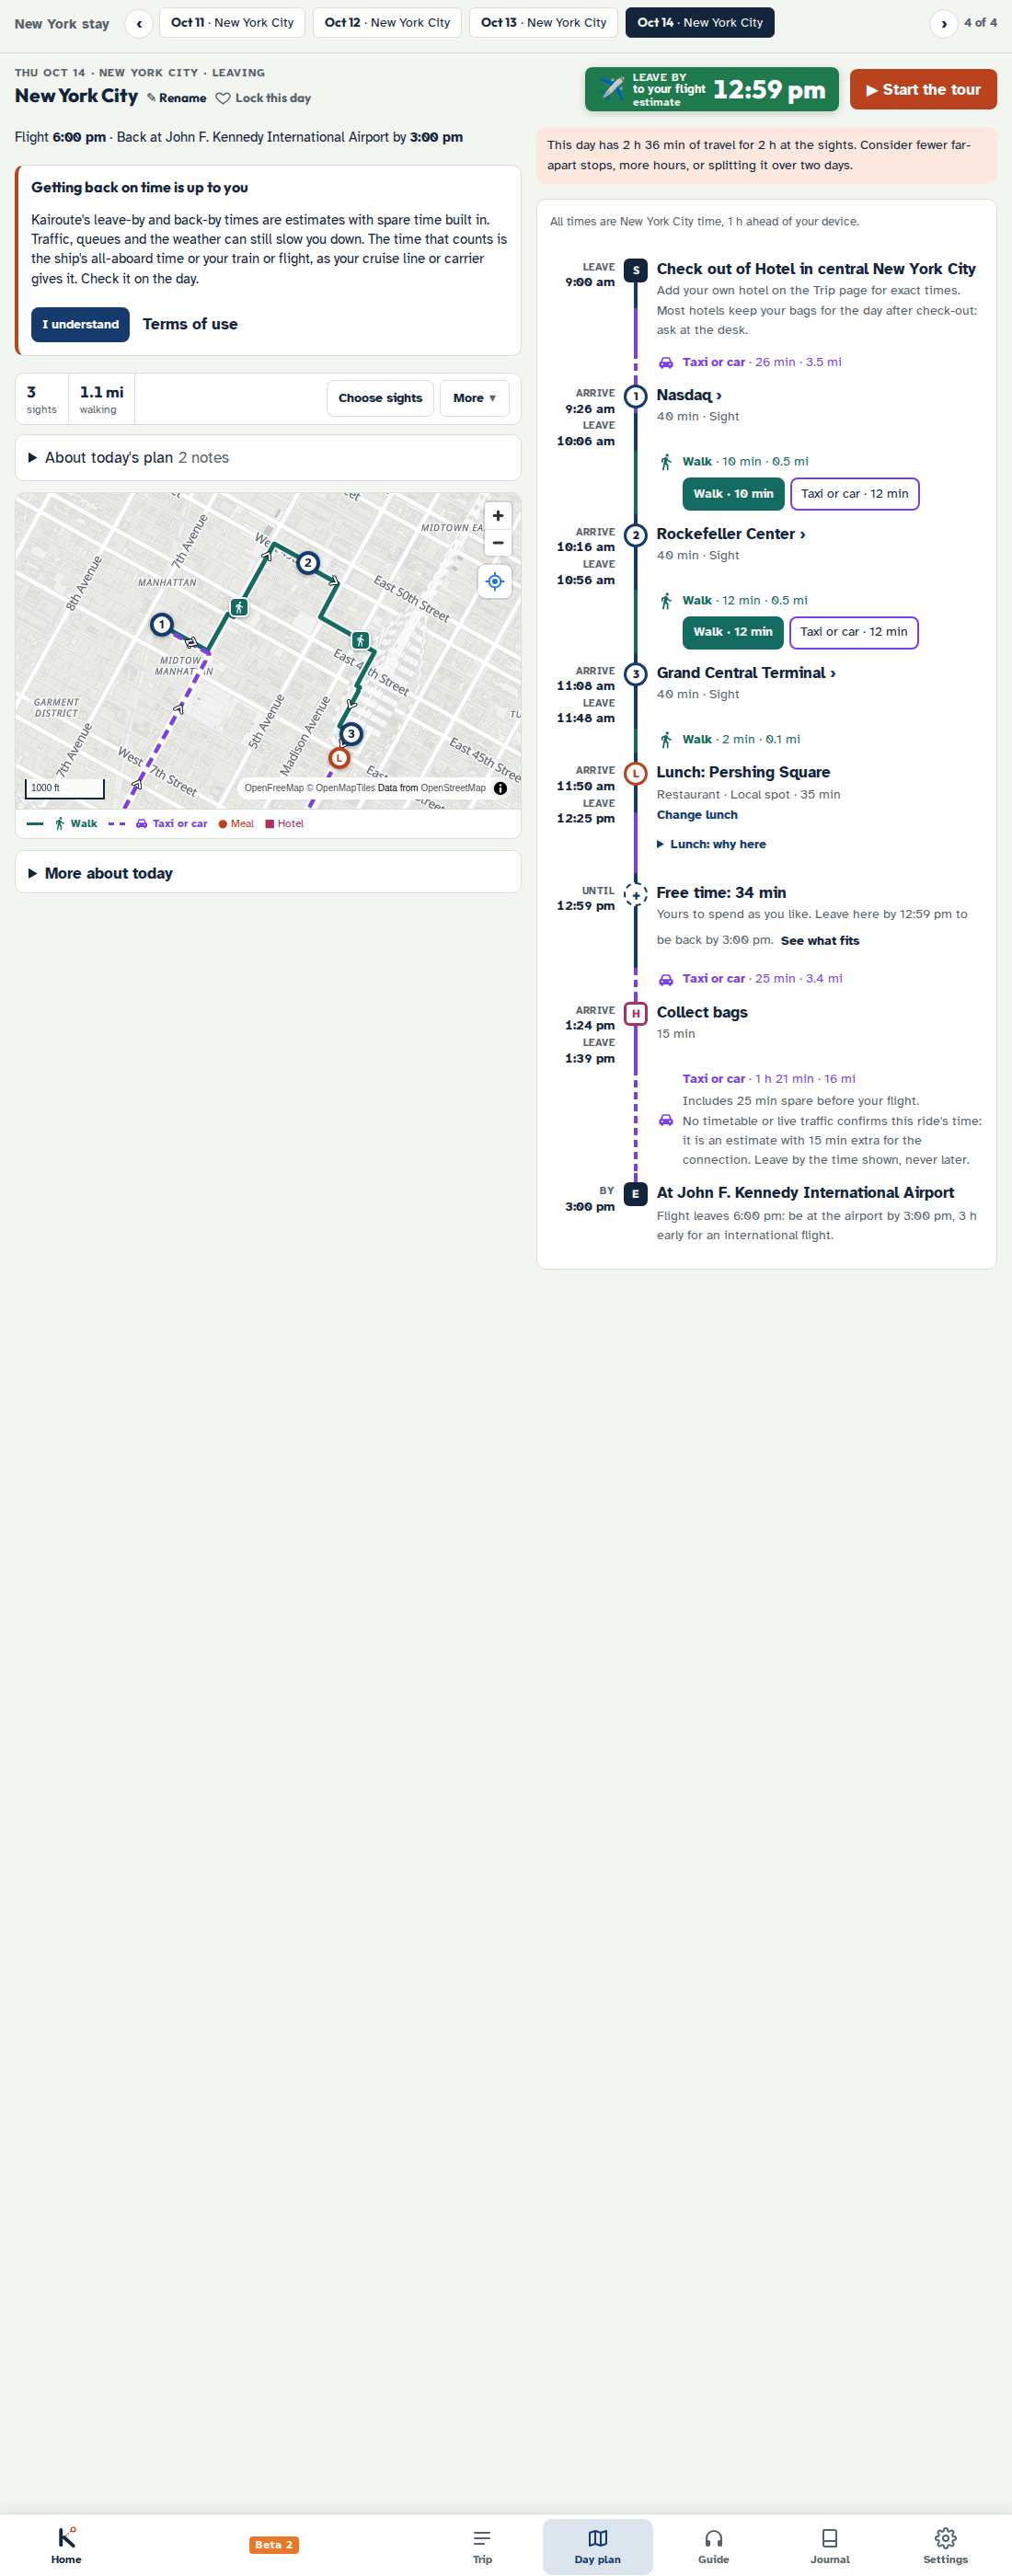 New York stay
‹
Oct 11 · New York City
Oct 12 · New York City
Oct 13 · New York City
Oct 14 · New York City
›
4 of 4
THU OCT 14 · NEW YORK CITY · LEAVING
New York City
✎ Rename
Lock this day
LEAVE BY
to your flight
estimate
12:59 pm
▶ Start the tour
Flight 6:00 pm · Back at John F. Kennedy International Airport by 3:00 pm
Getting back on time is up to you
Kairoute's leave-by and back-by times are estimates with spare time built in.
Traffic, queues and the weather can still slow you down. The time that counts is
the ship's all-aboard time or your train or flight, as your cruise line or carrier
gives it. Check it on the day.
I understand
Terms of use
3
sights
1.1 mi
walking
Choose sights
More ▼
▶ About today's plan 2 notes
8th Avenue
7th Avenue
MANHATTAN
MIDTOWN EA
East 50th Street
MIDTOW
MANHAT N
GARMENT
DISTRICT
7th Avenue
West 7th Street
5th Avenue
Madison Avenue
East 4 th Street
East 45th Stree
TU
1
2
3
L
+
−
1000 ft
OpenFreeMap © OpenMapTiles Data from OpenStreetMap
Walk
Taxi or car
Meal
Hotel
▶ More about today
This day has 2 h 36 min of travel for 2 h at the sights. Consider fewer far-
apart stops, more hours, or splitting it over two days.
All times are New York City time, 1 h ahead of your device.
LEAVE
9:00 am
S
Check out of Hotel in central New York City
Add your own hotel on the Trip page for exact times.
Most hotels keep your bags for the day after check-out:
ask at the desk.
Taxi or car · 26 min · 3.5 mi
ARRIVE
9:26 am
LEAVE
10:06 am
1
Nasdaq ›
40 min · Sight
Walk · 10 min · 0.5 mi
Walk · 10 min
Taxi or car · 12 min
ARRIVE
10:16 am
LEAVE
10:56 am
2
Rockefeller Center ›
40 min · Sight
Walk · 12 min · 0.5 mi
Walk · 12 min
Taxi or car · 12 min
ARRIVE
11:08 am
LEAVE
11:48 am
3
Grand Central Terminal ›
40 min · Sight
Walk · 2 min · 0.1 mi
ARRIVE
11:50 am
LEAVE
12:25 pm
L
Lunch: Pershing Square
Restaurant · Local spot · 35 min
Change lunch
▶ Lunch: why here
UNTIL
12:59 pm
+
Free time: 34 min
Yours to spend as you like. Leave here by 12:59 pm to
be back by 3:00 pm. See what fits
Taxi or car · 25 min · 3.4 mi
ARRIVE
1:24 pm
LEAVE
1:39 pm
H
Collect bags
15 min
Taxi or car · 1 h 21 min · 16 mi
Includes 25 min spare before your flight.
No timetable or live traffic confirms this ride's time:
it is an estimate with 15 min extra for the
connection. Leave by the time shown, never later.
BY
3:00 pm
E
At John F. Kennedy International Airport
Flight leaves 6:00 pm: be at the airport by 3:00 pm, 3 h
early for an international flight.
Home
Beta 2
Trip
Day plan
Guide
Journal
Settings